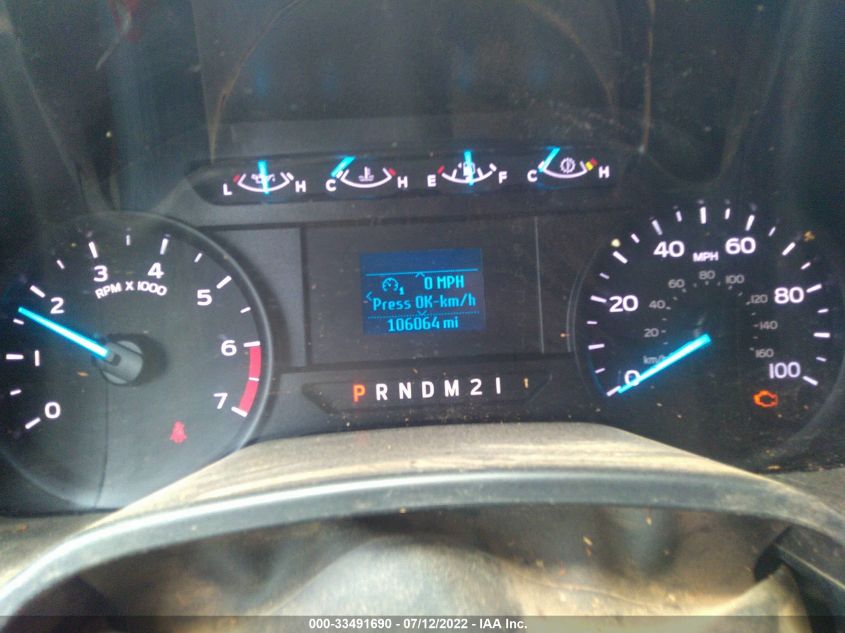 L H C H E F C H
0 1 2 3 4 5 6 7
RPM X 1000
0 MPH
Press OK-km/h
106064 mi
P R N D M 2 1
0 20 40 60 80 100
MPH
20 40 60 80 100 120 140 160
km/h
000-33491690 - 07/12/2022 - IAA Inc.